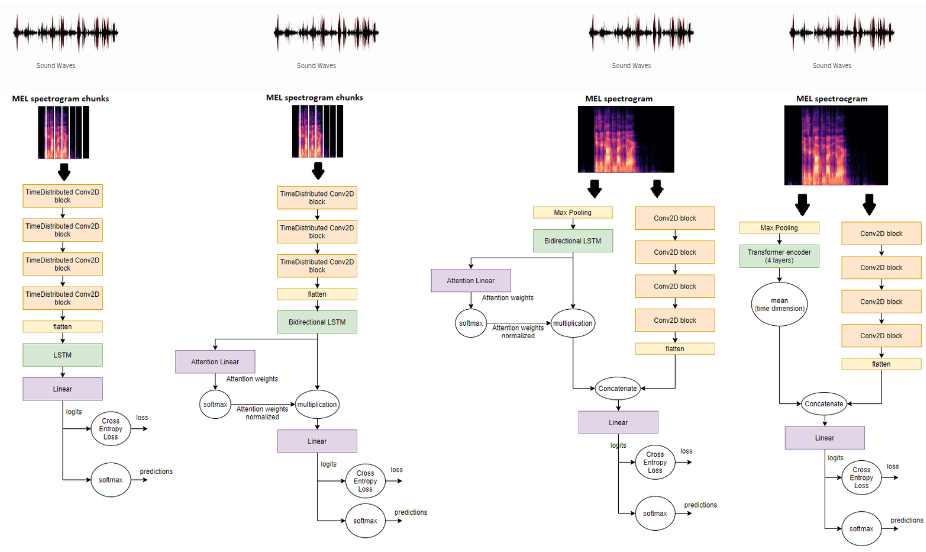 Sound Waves
MEL spectrogram chunks
TimeDistributed Conv2D
block
TimeDistributed Conv2D
block
TimeDistributed Conv2D
block
TimeDistributed Conv2D
block
flatten
LSTM
Linear
logits
Cross
Entropy
Loss
loss
softmax
predictions
Sound Waves
MEL spectrogram chunks
TimeDistributed Conv2D
block
TimeDistributed Conv2D
block
TimeDistributed Conv2D
block
flatten
Bidirectional LSTM
Attention Linear
Attention weights
softmax
Attention weights
normalized
multiplication
Linear
logits
Cross
Entropy
Loss
loss
softmax
predictions
Sound Waves
MEL spectrogram
Max Pooling
Bidirectional LSTM
Attention Linear
Attention weights
softmax
Attention weights
normalized
multiplication
Conv2D block
Conv2D block
Conv2D block
Conv2D block
flatten
Concatenate
Linear
logits
Cross
Entropy
Loss
loss
softmax
predictions
Sound Waves
MEL spectrocgram
Max Pooling
Transformer encoder
(4 layers)
mean
(time dimension)
Conv2D block
Conv2D block
Conv2D block
Conv2D block
flatten
Concatenate
Linear
logits
Cross
Entropy
Loss
loss
softmax
predictions